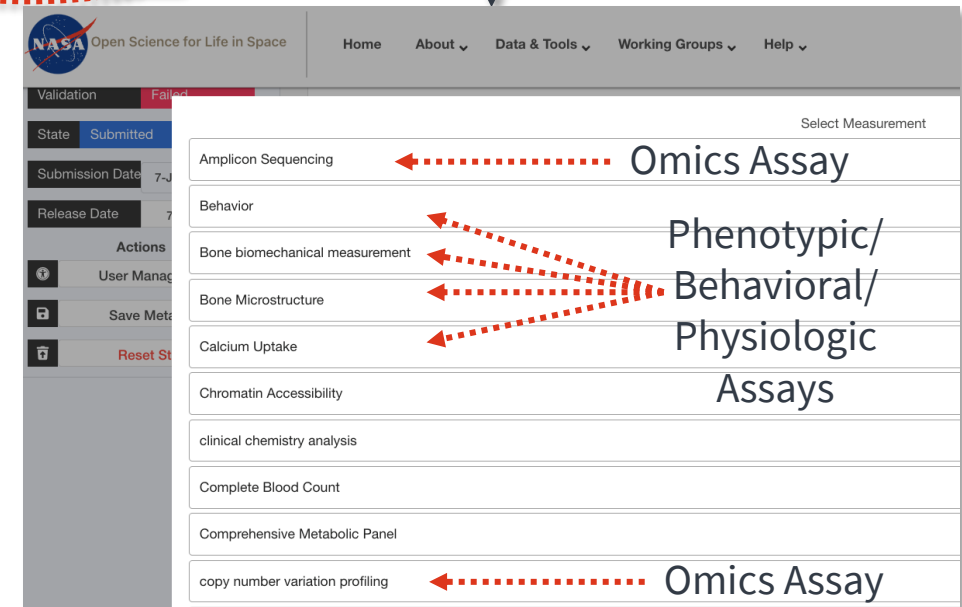 NASA
Open Science for Life in Space
Home About Data & Tools Working Groups Help
Validation Failed
Select Measurement
State Submitted
Amplicon Sequencing
Omics Assay
Submission Date 7-J
Behavior
Release Date 7
Phenotypic/
Behavioral/
Physiologic
Assays
Actions
Bone biomechanical measurement
User Manag
Bone Microstructure
Save Meta
Calcium Uptake
Reset St
Chromatin Accessibility
clinical chemistry analysis
Complete Blood Count
Comprehensive Metabolic Panel
copy number variation profiling
Omics Assay